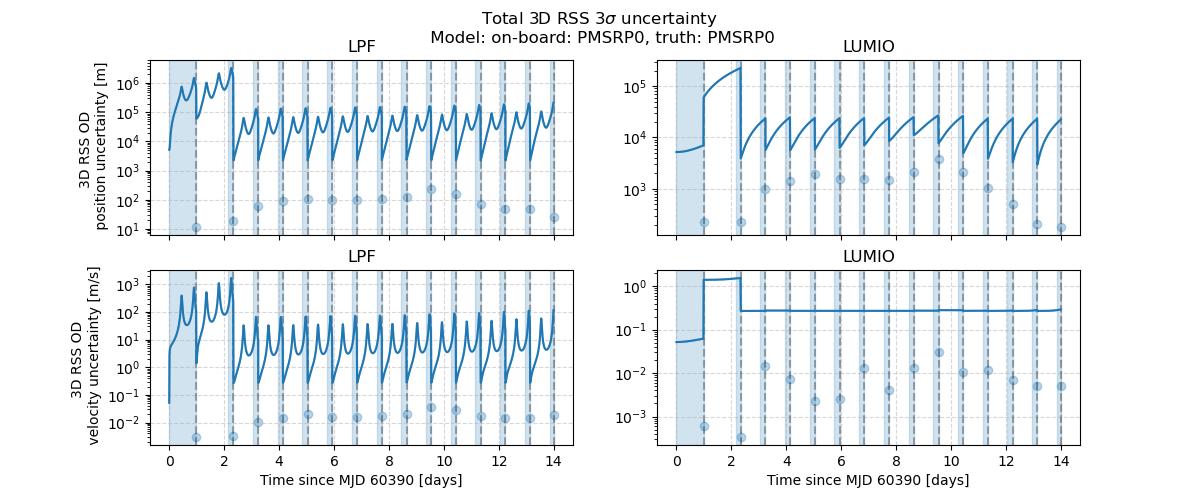 Total 3D RSS 3σ uncertainty
Model: on-board: PMSRP0, truth: PMSRP0
LPF
LUMIO
3D RSS OD
position uncertainty [m]
10⁶
10⁵
10⁴
10³
10²
10¹
10⁵
10⁴
10³
LPF
LUMIO
3D RSS OD
velocity uncertainty [m/s]
10³
10²
10¹
10⁰
10⁻¹
10⁻²
10⁰
10⁻¹
10⁻²
10⁻³
0 2 4 6 8 10 12 14
0 2 4 6 8 10 12 14
Time since MJD 60390 [days]
Time since MJD 60390 [days]